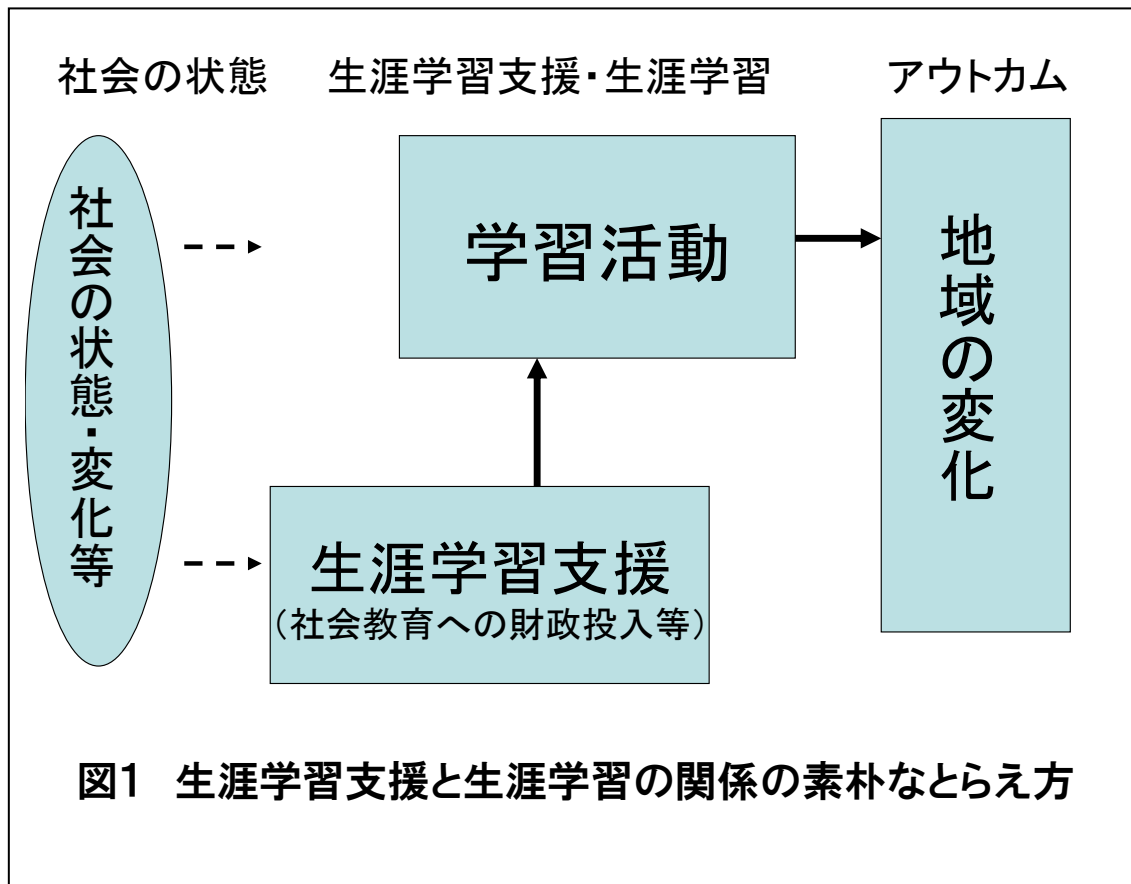 社会の状態
生涯学習支援・生涯学習
アウトカム
社会の状態・変化等
学習活動
地域の変化
生涯学習支援
（社会教育への財政投入等）
図1　生涯学習支援と生涯学習の関係の素朴なとらえ方